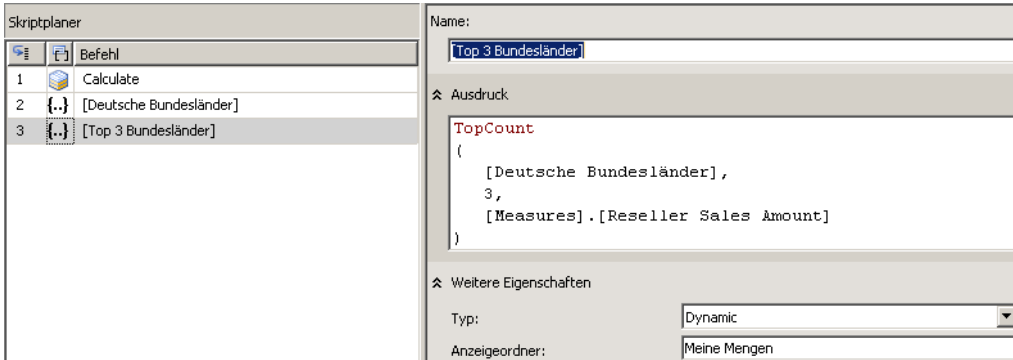 Skriptplaner
Befehl
1 Calculate
2 {..} [Deutsche Bundesländer]
3 {..} [Top 3 Bundesländer]
Name:
[Top 3 Bundesländer]
Ausdruck
TopCount
(
[Deutsche Bundesländer],
3,
[Measures].[Reseller Sales Amount]
)
Weitere Eigenschaften
Typ: Dynamic
Anzeigeordner: Meine Mengen